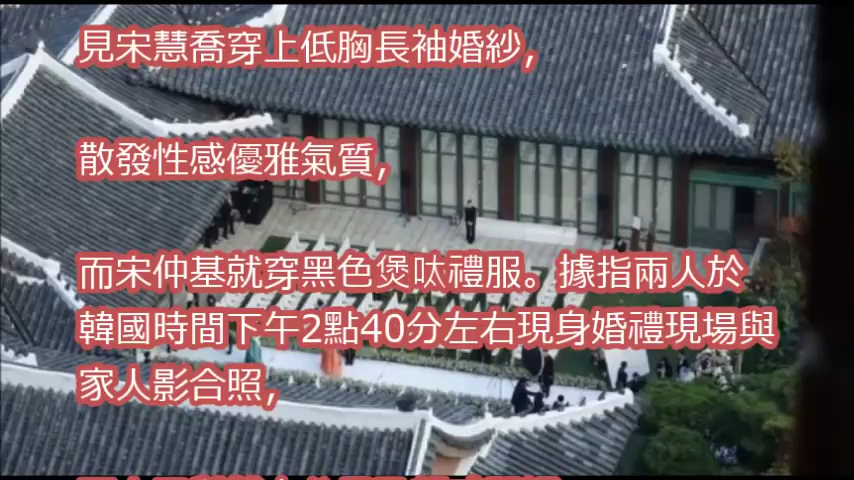 見宋慧喬穿上低胸長袖婚紗，
散發性感優雅氣質，
而宋仲基就穿黑色煲呔禮服。據指兩人於
韓國時間下午2點40分左右現身婚禮現場與
家人影合照，